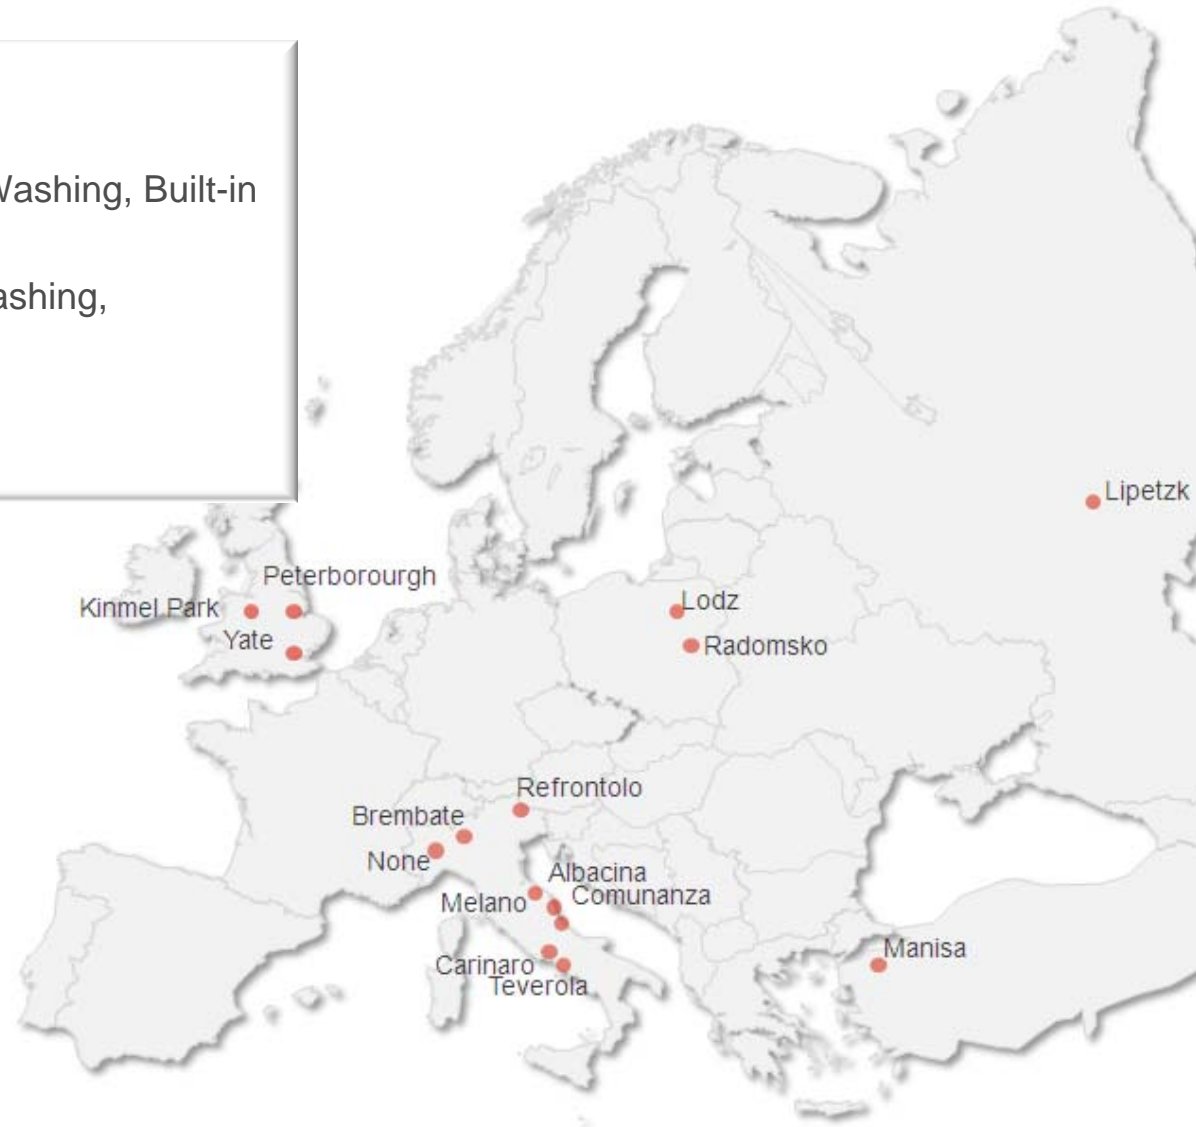 Washing, Built-in
ashing,
Lipetzk
Peterborourgh
Kinmel Park
Lodz
Yate
Radomsko
Refrontolo
Brembate
None
Albacina
Melano
Comunanza
Manisa
Carinaro
Teverola